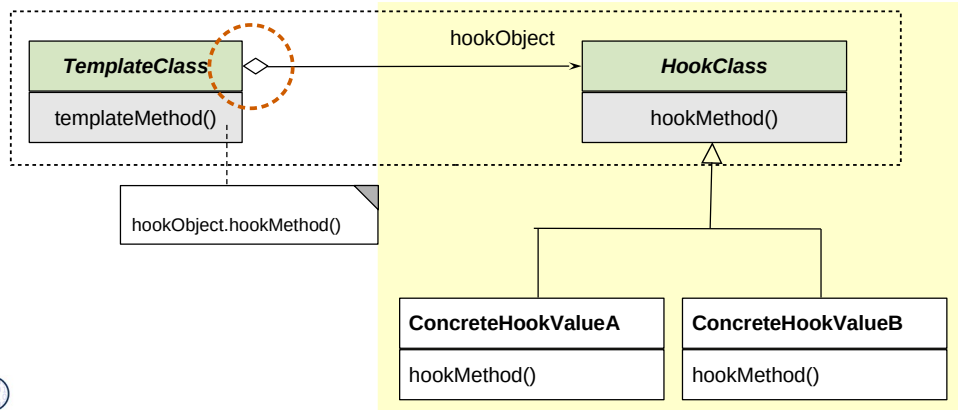 hookObject
TemplateClass
HookClass
templateMethod()
hookMethod()
hookObject.hookMethod()
ConcreteHookValueA
ConcreteHookValueB
hookMethod()
hookMethod()